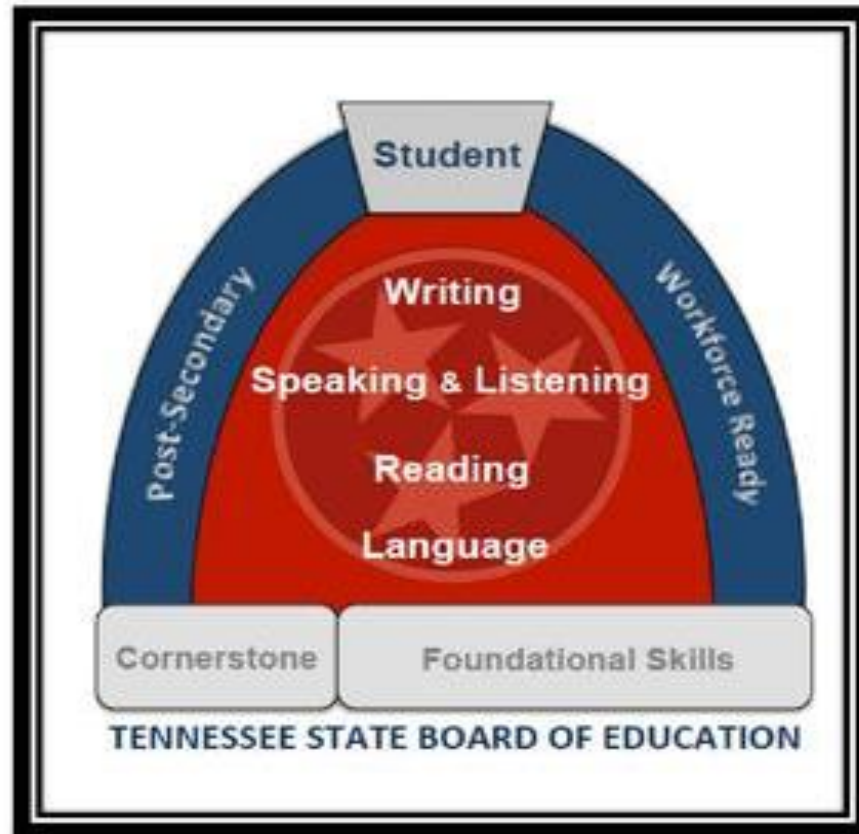 Student
Post-Secondary
Workforce Ready
Writing
Speaking & Listening
Reading
Language
Cornerstone
Foundational Skills
TENNESSEE STATE BOARD OF EDUCATION